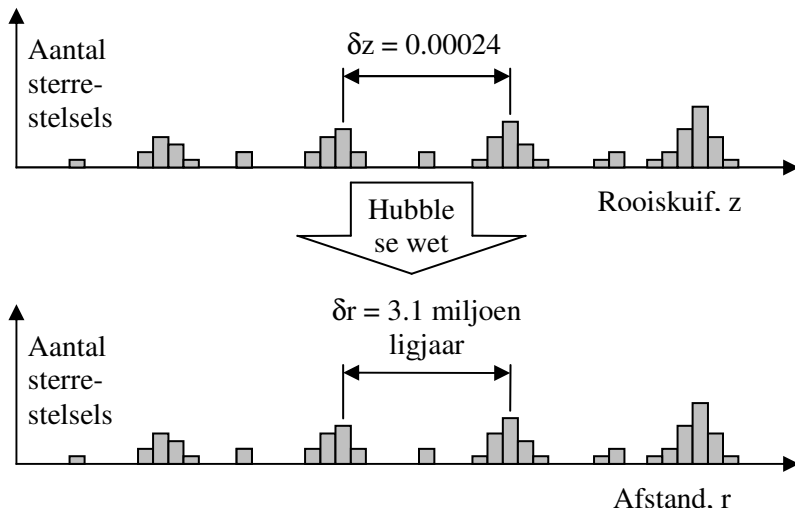 Aantal
sterre-
stelsels
δz = 0.00024
Rooiskuif, z
Hubble
se wet
δr = 3.1 miljoen
ligjaar
Aantal
sterre-
stelsels
Afstand, r